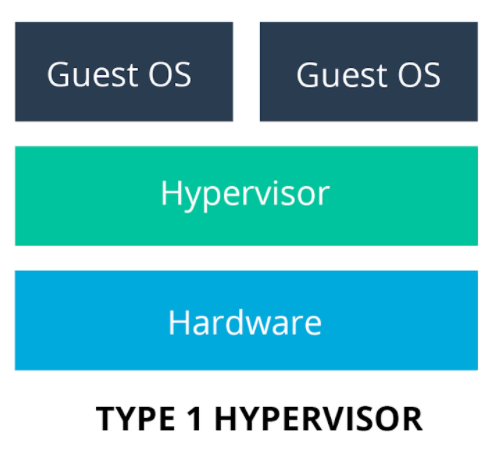 Guest OS
Guest OS
Hypervisor
Hardware
TYPE 1 HYPERVISOR